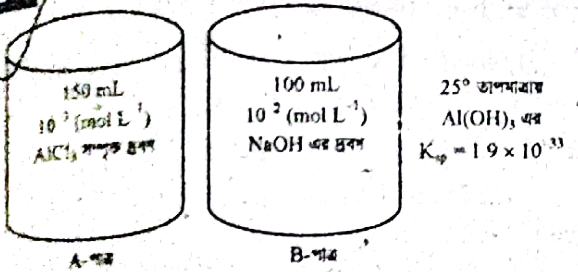 150 mL
10⁻³ (mol L⁻¹)
AlCl₃ সম্পৃক্ত দ্রবণ
A-পাত্র
100 mL
10⁻² (mol L⁻¹)
NaOH এর দ্রবণ
B-পাত্র
25° তাপমাত্রায়
Al(OH)₃ এর
Ksp = 1.9 × 10⁻³³